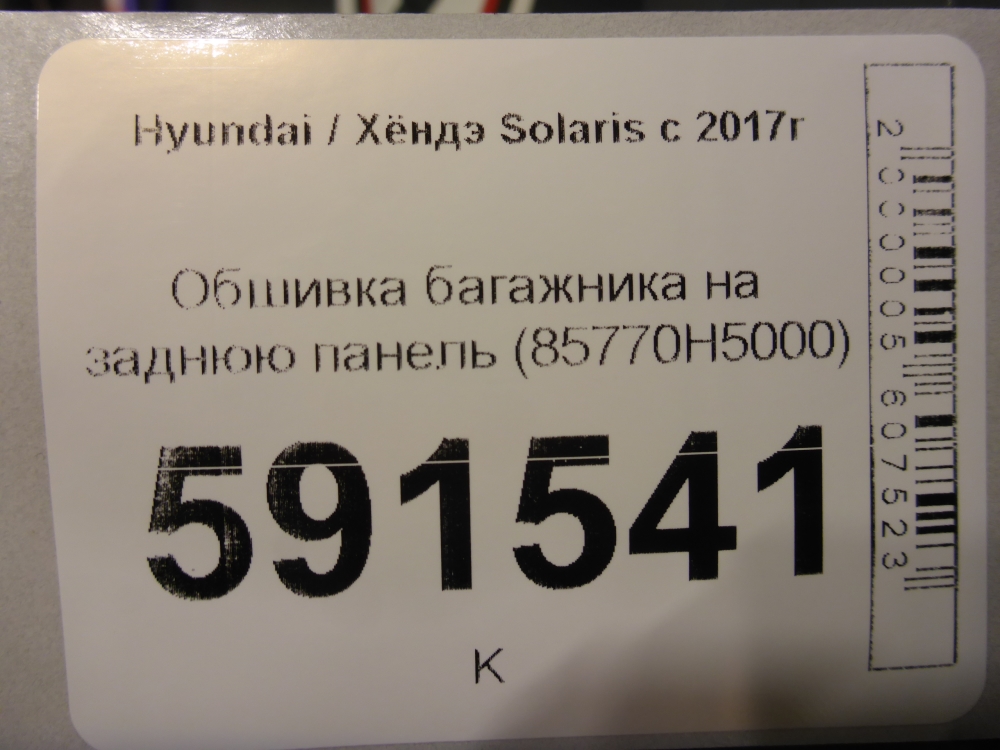 Hyundai / Хёндэ Solaris с 2017г
Обшивка багажника на
заднюю панель (85770H5000)
591541
К
2000005607523